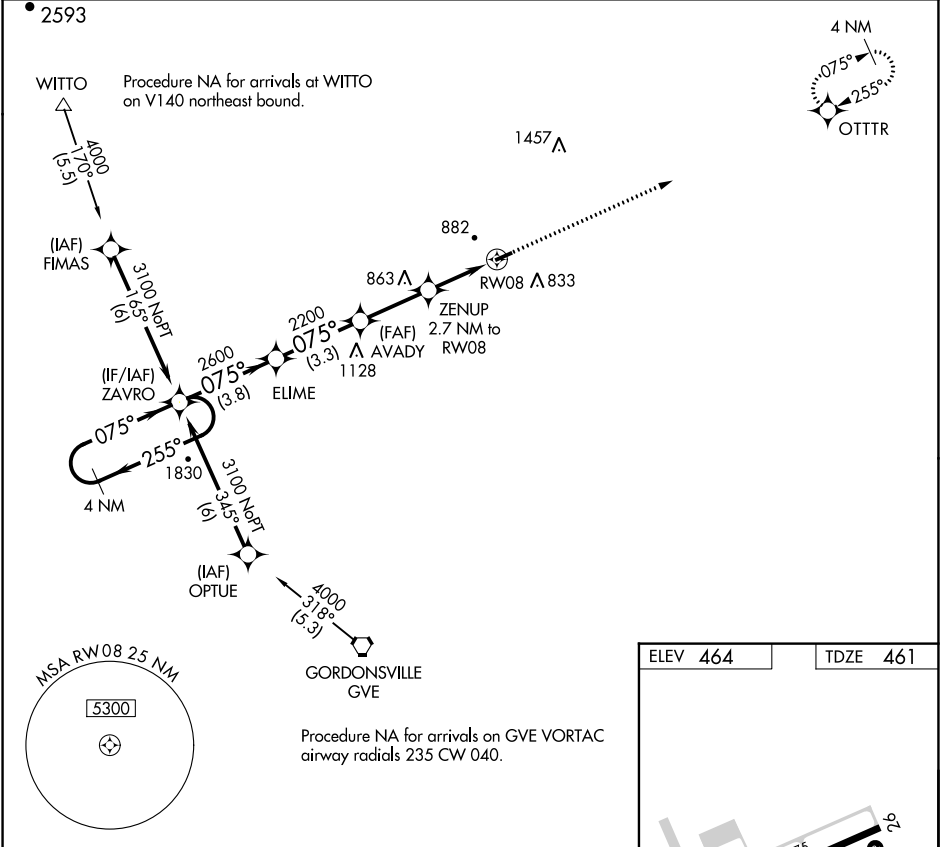 2593
4 NM
WITTO
Procedure NA for arrivals at WITTO
on V140 northeast bound.
075°
255°
OTTTR
4000
170°
(5.5)
1457
882
(IAF)
FIMAS
3100 NoPT
165°
(6)
863
RW08
833
ZENUP
2.7 NM to
RW08
2200
075°
(3.3)
(FAF)
AVADY
1128
2600
075°
(3.8)
ELIME
(IF/IAF)
ZAVRO
075°
255°
1830
4 NM
3100 NoPT
345°
(6)
(IAF)
OPTUE
4000
318°
(5.3)
GORDONSVILLE
GVE
MSA RW08 25 NM
5300
Procedure NA for arrivals on GVE VORTAC
airway radials 235 CW 040.
ELEV 464
TDZE 461
26